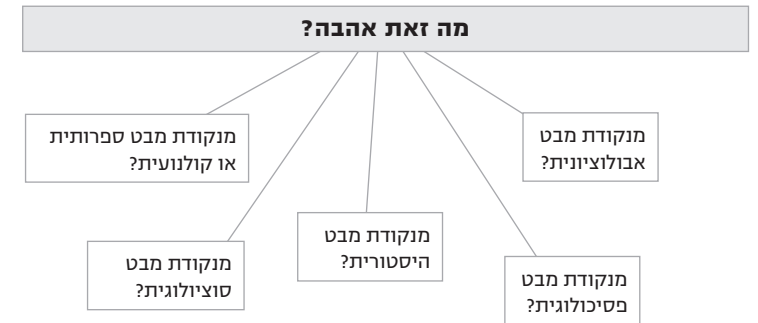 מה זאת אהבה?
מנקודת מבט
אבולוציונית?
מנקודת מבט ספרותית
או קולנועית?
מנקודת מבט
היסטורית?
מנקודת מבט
סוציולוגית?
מנקודת מבט
פסיכולוגית?